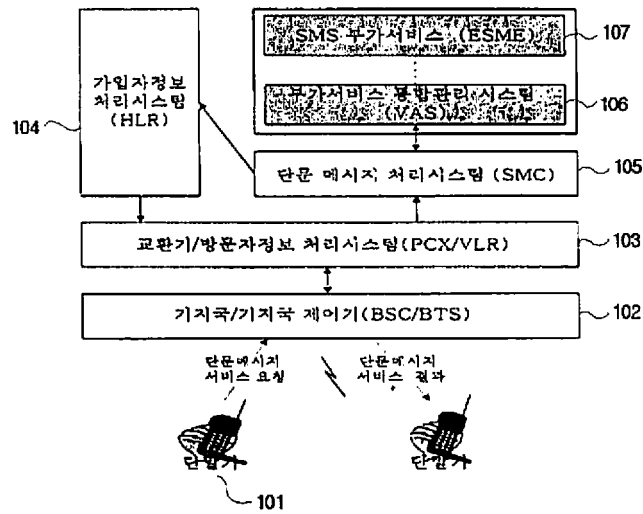 SMS 부가서비스 (ESME)
107
가입자정보
처리시스템
(HLR)
104
부가서비스 통합관리 시스템
(VAS)
106
단문 메시지 처리시스템 (SMC)
105
교환기/방문자정보 처리시스템(PCX/VLR)
103
기지국/기지국 제어기(BSC/BTS)
102
단문메시지
서비스 요청
단문메시지
서비스 결과
단말기
단말기
101